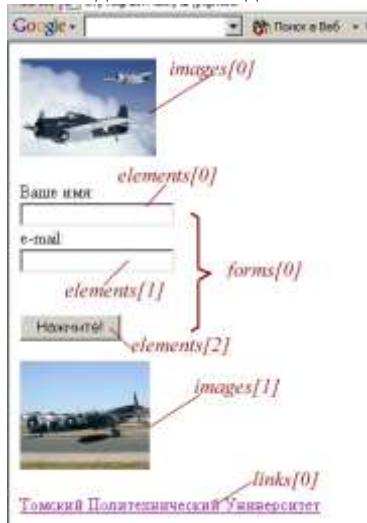 Google
Поиск в Веб
images[0]
elements[0]
Ваше имя:
e-mail:
elements[1]
forms[0]
Нажмите!
elements[2]
images[1]
links[0]
Томский Политехнический Университет